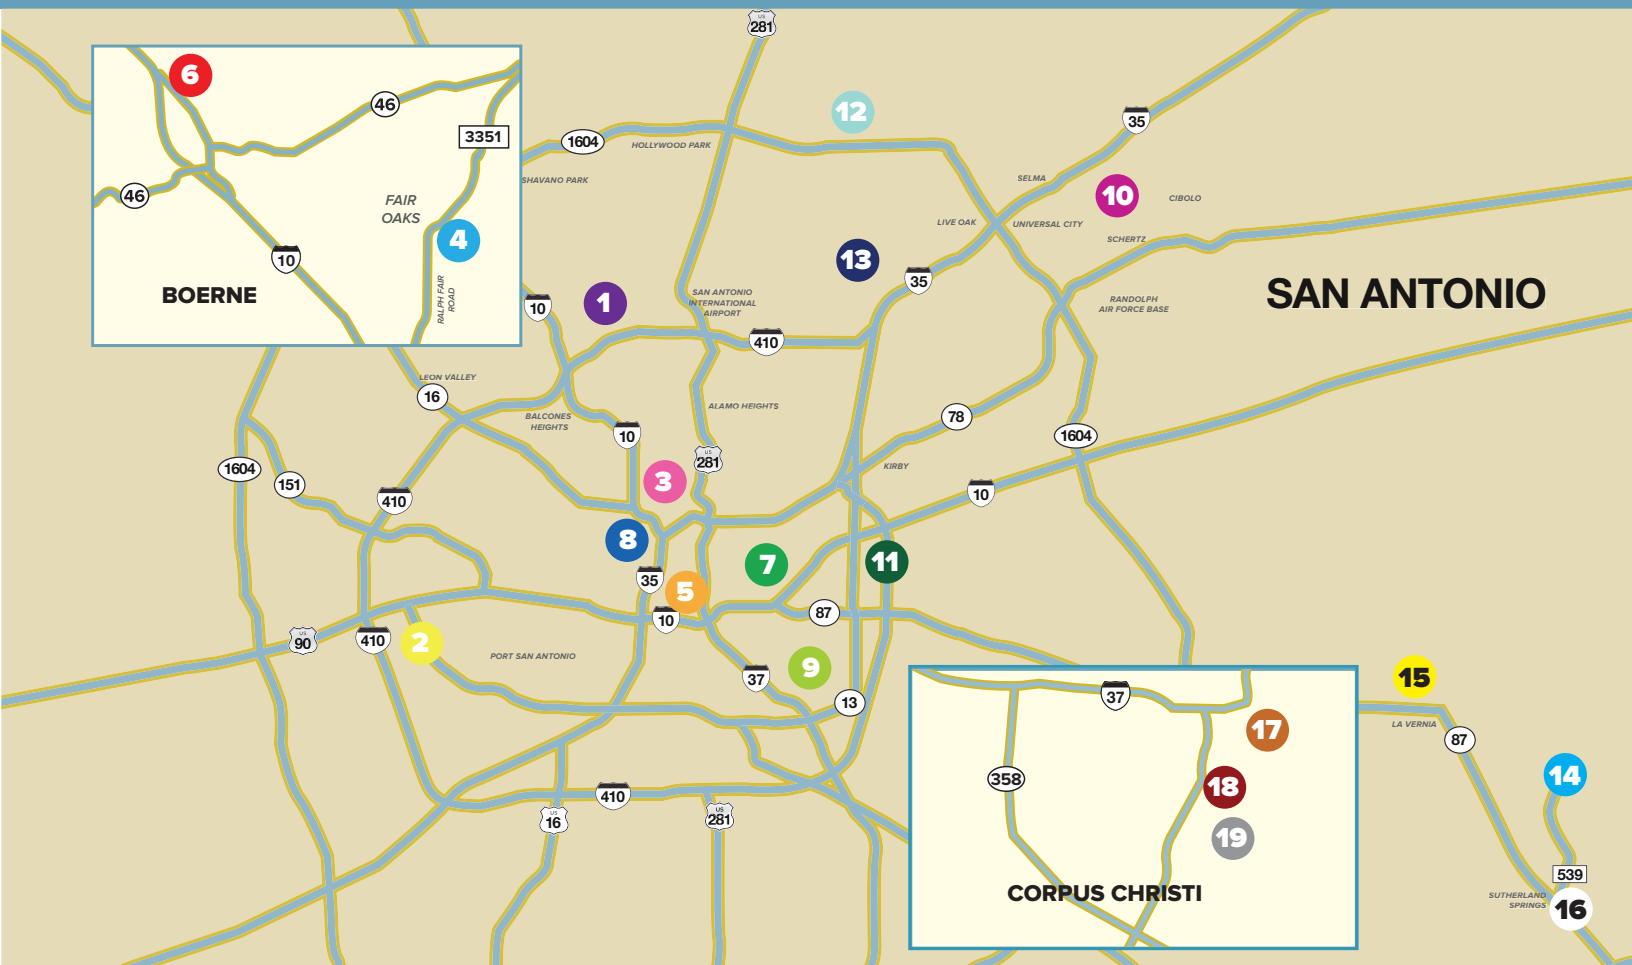 US
281
6
46
3351
46
FAIR
OAKS
4
10
BOERNE
RALPH FAIR
ROAD
12
1604
HOLLYWOOD PARK
SHAVANO PARK
35
SELMA
10
CIBOLO
LIVE OAK
UNIVERSAL CITY
SCHERTZ
13
35
SAN ANTONIO
INTERNATIONAL
AIRPORT
10
1
RANDOLPH
AIR FORCE BASE
SAN ANTONIO
410
LEON VALLEY
16
BALCONES
HEIGHTS
ALAMO HEIGHTS
78
10
1604
US
281
KIRBY
1604
151
410
3
10
8
7
11
35
5
10
87
US
90
410
2
PORT SAN ANTONIO
37
9
13
15
LA VERNIA
87
37
17
358
18
19
CORPUS CHRISTI
14
410
US
16
US
281
539
SUTHERLAND
SPRINGS
16